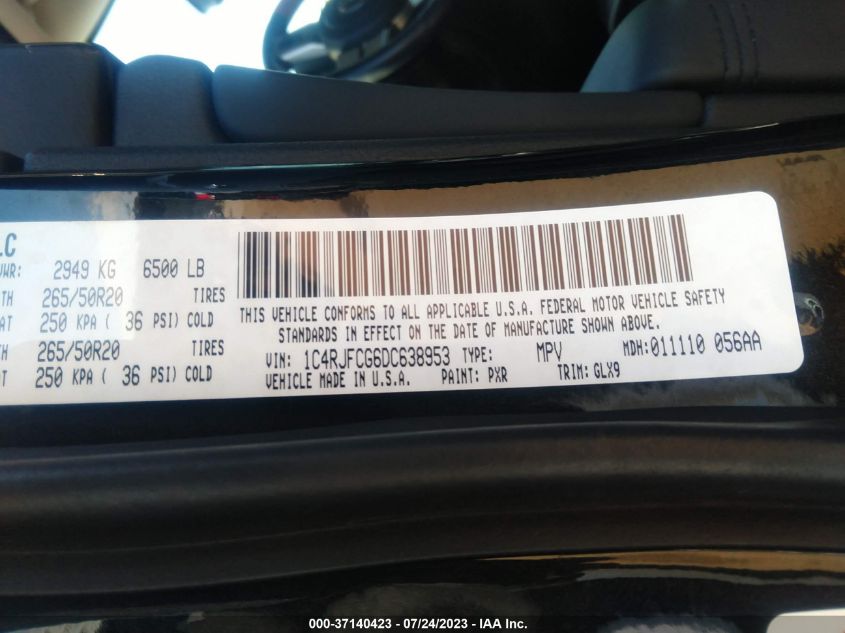 LC
VWR: 2949 KG 6500 LB
TH 265/50R20 TIRES
AT 250 KPA ( 36 PSI) COLD
TH 265/50R20 TIRES
AT 250 KPA ( 36 PSI) COLD
THIS VEHICLE CONFORMS TO ALL APPLICABLE U.S.A. FEDERAL MOTOR VEHICLE SAFETY
STANDARDS IN EFFECT ON THE DATE OF MANUFACTURE SHOWN ABOVE.
VIN: 1C4RJFCG6DC638953 TYPE: MPV MDH:011110 056AA
VEHICLE MADE IN U.S.A. PAINT: PXR TRIM: GLX9
000-37140423 - 07/24/2023 - IAA Inc.